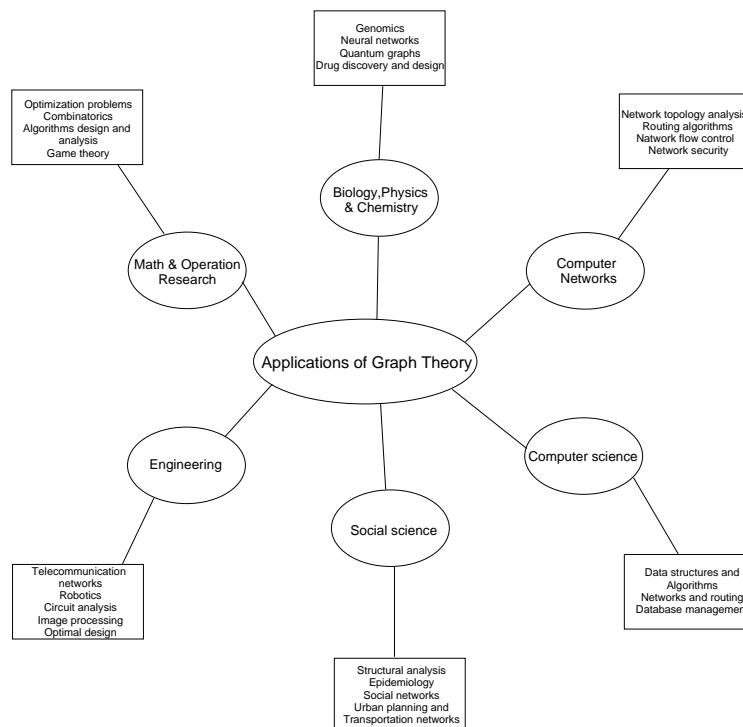 Genomics
Neural networks
Quantum graphs
Drug discovery and design
Optimization problems
Combinatorics
Algorithms design and
analysis
Game theory
Network topology analysis
Routing algorithms
Natwork flow control
Network security
Biology,Physics
& Chemistry
Math & Operation
Research
Computer
Networks
Applications of Graph Theory
Engineering
Computer science
Social science
Telecommunication
networks
Robotics
Circuit analysis
Image processing
Optimal design
Data structures and
Algorithms
Networks and routing
Database management
Structural analysis
Epidemiology
Social networks
Urban planning and
Transportation networks